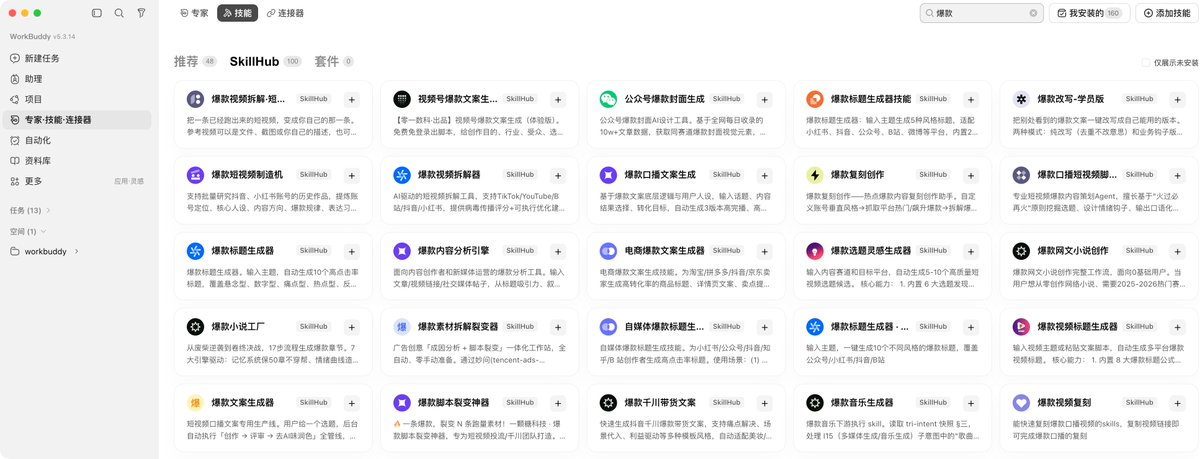 专家
技能
连接器
爆款
我安装的 160
添加技能
WorkBuddy v5.3.14
新建任务
助理
项目
专家·技能·连接器
自动化
资料库
更多
应用·灵感
任务 (13)
空间 (1)
workbuddy
推荐 48
SkillHub 100
套件 0
仅展示未安装
爆款视频拆解·短... SkillHub
把一条已经跑出来的短视频，变成你自己的那一条。
参考视频可以是文件、截图或你自己的描述，也可...
视频号爆款文案生... SkillHub
【零一数科·出品】视频号爆款文案生成（体验版）。
免费免登录出脚本，给创作目的、行业、受众、选...
公众号爆款封面生成 SkillHub
公众号爆款封面AI设计工具。基于全网每日收录的
10w+文章数据，获取同赛道爆款封面视觉元素，...
爆款标题生成器技能 SkillHub
爆款标题生成器：输入主题生成5种风格标题，适配
小红书、抖音、公众号、B站、微博等平台，内置2...
爆款改写-学员版 SkillHub
把别处看到的爆款文案一键改写成自己能用的版本。
两种模式：纯改写（去重不改意思）和业务钩子版...
爆款短视频制造机 SkillHub
支持批量研究抖音、小红书账号的历史作品，提炼账
号定位、核心人设、内容方向、爆款规律、表达习...
爆款视频拆解器 SkillHub
AI驱动的短视频拆解工具，支持TikTok/YouTube/B
站/抖音/小红书，提供病毒传播评分+可执行优化建...
爆款口播文案生成 SkillHub
基于爆款文案底层逻辑与用户人设，输入话题、内容
结果选择、转化目标，自动生成3版本高完播、高...
爆款复刻创作 SkillHub
爆款复刻创作——热点爆款内容复刻创作助手。自定
义账号垂直风格→抓取平台热门/飙升爆款→拆解爆...
爆款口播短视频脚... SkillHub
专业短视频爆款内容策划Agent，擅长基于"火过必
再火"原则挖掘选题、设计情绪钩子，输出口语化...
爆款标题生成器 SkillHub
爆款标题生成器。输入主题，自动生成10个高点击率
标题，覆盖悬念型、数字型、痛点型、热点型、反...
爆款内容分析引擎 SkillHub
面向内容创作者和新媒体运营的爆款分析工具。输入
文章/视频链接/社交媒体帖子，从标题吸引力、叙...
电商爆款文案生成器 SkillHub
电商爆款文案生成技能。为淘宝/拼多多/抖音/京东卖
家生成高转化率的商品标题、详情页文案、卖点提...
爆款选题灵感生成器 SkillHub
输入内容赛道和目标平台，自动生成5-10个高质量短
视频选题候选。 核心能力： 1. 内置 6 大选题发现...
爆款网文小说创作 SkillHub
爆款网文小说创作完整工作流，面向0基础用户。当
用户想从零创作网络小说、需要2025-2026热门赛...
爆款小说工厂 SkillHub
从废柴逆袭到卷终决战，17步流程生成爆款章节。7
大引擎驱动：记忆系统保50章不穿帮、情绪曲线造...
爆款素材拆解裂变器 SkillHub
广告创意「成因分析 + 脚本裂变」一体化工作站，全
自动、零手动准备。通过妙问(tencent-ads-...
自媒体爆款标题生... SkillHub
自媒体爆款标题生成技能。为小红书/公众号/抖音/知
乎/B 站创作者生成高点击率标题。使用场景：(1) ...
爆款标题生成器 · ... SkillHub
输入主题，一键生成10个不同风格的爆款标题，覆盖
公众号/小红书/抖音/B站
爆款视频标题生成器 SkillHub
输入视频主题或粘贴文案脚本，自动生成多平台爆款
视频标题。 核心能力： 1. 内置 8 大爆款标题公式...
爆款文案生成器 SkillHub
短视频口播文案专用生产线，用户给一个选题，后台
自动执行「创作 → 评审 → 去AI味润色」全管线，...
爆款脚本裂变神器 SkillHub
🔥 一条爆款，裂变 N 条跑量素材！一颗糖科技 · 爆
款脚本裂变神器，专为短视频投流/千川团队打造。...
爆款千川带货文案 SkillHub
快速生成抖音千川爆款带货文案，支持痛点解决、场
景代入、利益驱动等多种模板风格，自动适配美妆/...
爆款音乐生成器 SkillHub
爆款音乐下游执行 skill。读取 tri-intent 快照 §三，
处理 I15（多媒体生成/音乐生成）子意图中的"歌曲...
爆款视频复刻 SkillHub
能快速复刻爆款口播视频的skills，复制视频链接即
可完成爆款口播的复刻